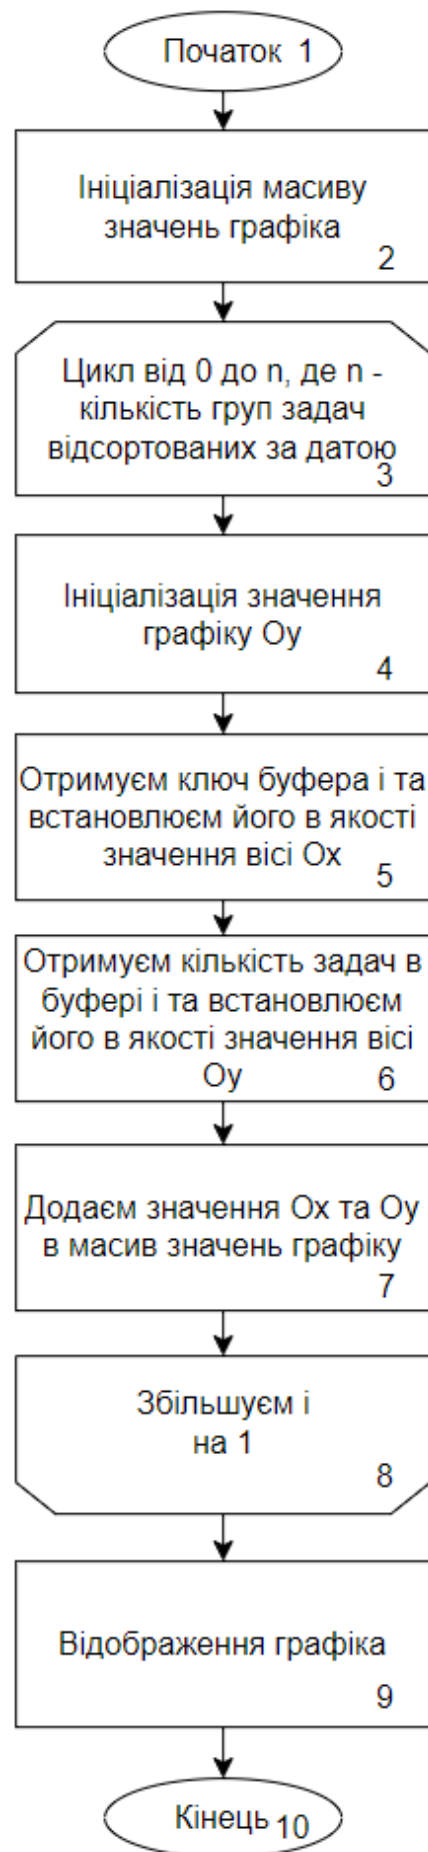 Початок 1
Ініціалізація масиву
значень графіка
2
Цикл від 0 до n, де n -
кількість груп задач
відсортованих за датою
3
Ініціалізація значення
графіку Oy
4
Отримуєм ключ буфера і та
встановлюєм його в якості
значення вісі Ox
5
Отримуєм кількість задач в
буфері і та встановлюєм
його в якості значення вісі
Oy
6
Додаєм значення Ox та Oy
в масив значень графіку
7
Збільшуєм і
на 1
8
Відображення графіка
9
Кінець 10